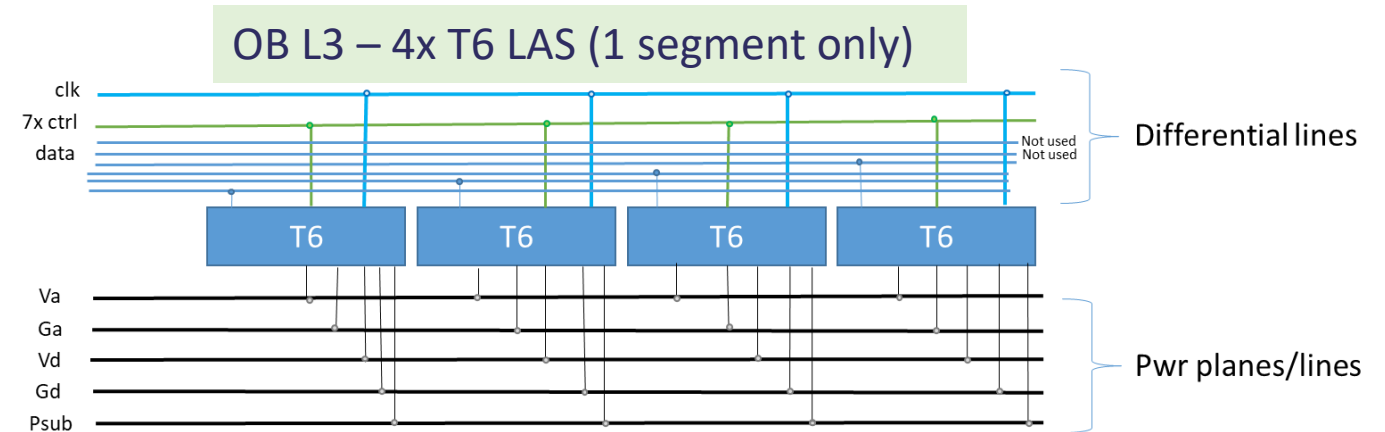 OB L3 – 4x T6 LAS (1 segment only)
clk
7x ctrl
data
Not used
Not used
Differential lines
T6
T6
T6
T6
Va
Ga
Vd
Gd
Psub
Pwr planes/lines